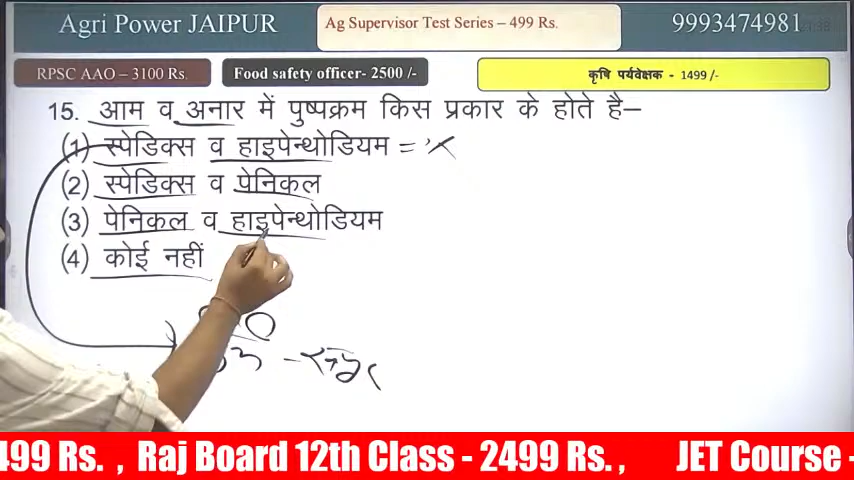 Agri Power JAIPUR
Ag Supervisor Test Series – 499 Rs.
9993474981
RPSC AAO – 3100 Rs.
Food safety officer- 2500 /-
कृषि पर्यवेक्षक - 1499 /-
15. आम व अनार में पुष्पक्रम किस प्रकार के होते है–
(1) स्पेडिक्स व हाइपेन्थोडियम =
(2) स्पेडिक्स व पेनिकल
(3) पेनिकल व हाइपेन्थोडियम
(4) कोई नहीं
499 Rs. , Raj Board 12th Class - 2499 Rs. , JET Course -